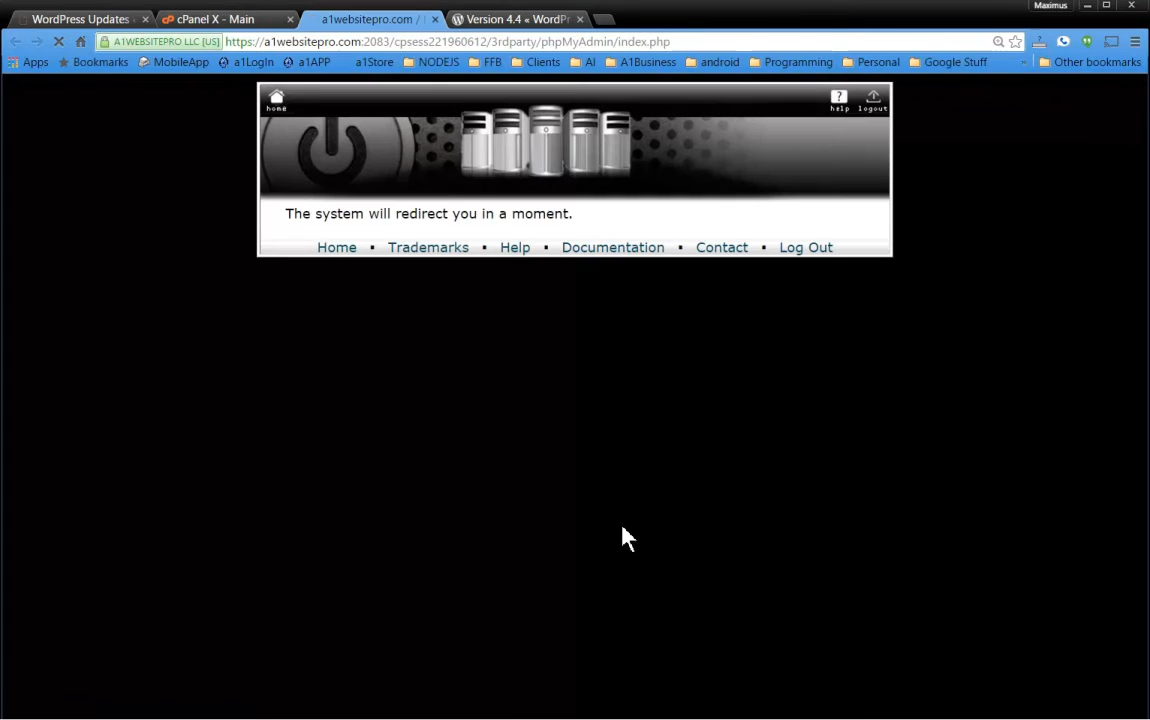 Maximus
WordPress Updates
cPanel X - Main
a1websitepro.com /
Version 4.4 « WordPr
A1WEBSITEPRO LLC [US] https://a1websitepro.com:2083/cpsess221960612/3rdparty/phpMyAdmin/index.php
Apps Bookmarks MobileApp a1LogIn a1APP a1Store NODEJS FFB Clients AI A1Business android Programming Personal Google Stuff » Other bookmarks
home help logout
The system will redirect you in a moment.
Home ▪ Trademarks ▪ Help ▪ Documentation ▪ Contact ▪ Log Out